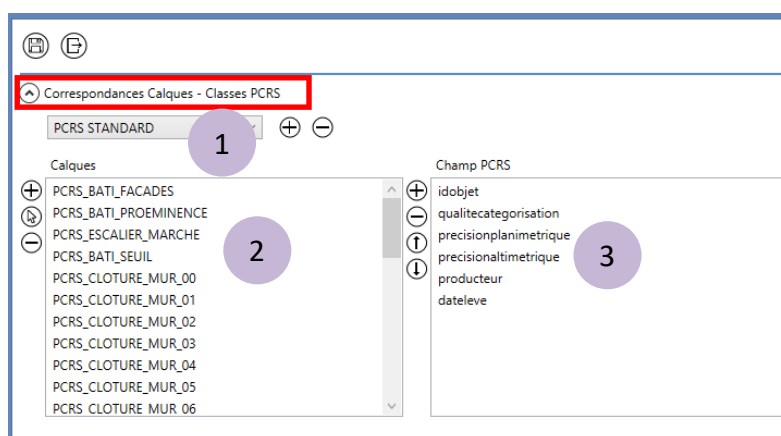 Correspondances Calques - Classes PCRS
PCRS STANDARD
1
Calques
Champ PCRS
PCRS_BATI_FACADES
PCRS_BATI_PROEMINENCE
PCRS_ESCALIER_MARCHE
PCRS_BATI_SEUIL
PCRS_CLOTURE_MUR_00
PCRS_CLOTURE_MUR_01
PCRS_CLOTURE_MUR_02
PCRS_CLOTURE_MUR_03
PCRS_CLOTURE_MUR_04
PCRS_CLOTURE_MUR_05
PCRS_CLOTURE_MUR_06
2
idobjet
qualitecategorisation
precisionplanimetrique
precisionaltimetrique
producteur
dateleve
3